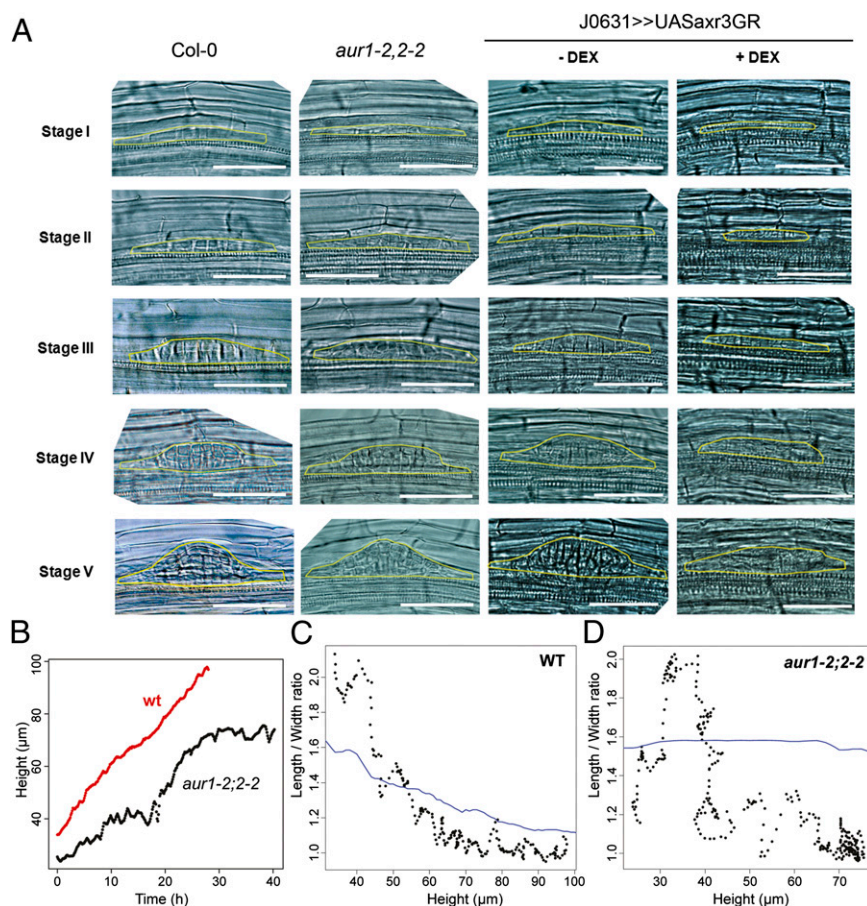 A
J0631>>UASaxr3GR
Col-0
aur1-2,2-2
- DEX
+ DEX
Stage I
Stage II
Stage III
Stage IV
Stage V
B
C
D
100
80
60
40
Height (µm)
wt
aur1-2;2-2
0 10 20 30 40
Time (h)
2.0
1.8
1.6
1.4
1.2
1.0
Length / Width ratio
WT
40 50 60 70 80 90 100
Height (µm)
2.0
1.8
1.6
1.4
1.2
1.0
Length / Width ratio
aur1-2;2-2
30 40 50 60 70
Height (µm)